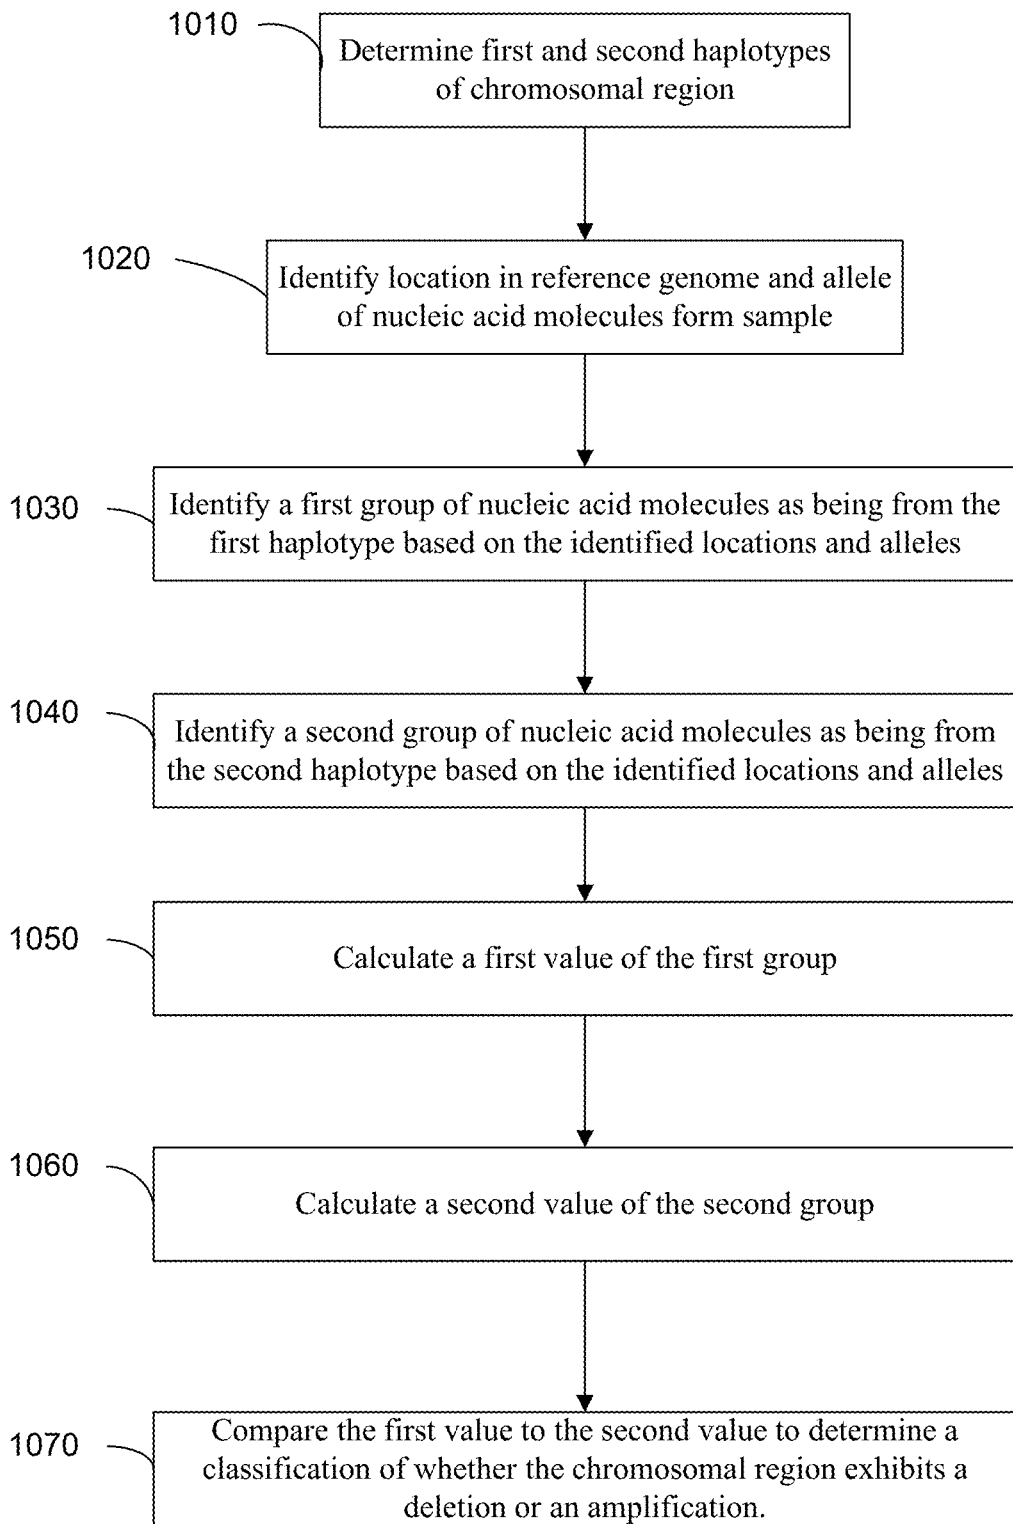 1010
Determine first and second haplotypes
of chromosomal region
1020
Identify location in reference genome and allele
of nucleic acid molecules form sample
1030
Identify a first group of nucleic acid molecules as being from the
first haplotype based on the identified locations and alleles
1040
Identify a second group of nucleic acid molecules as being from
the second haplotype based on the identified locations and alleles
1050
Calculate a first value of the first group
1060
Calculate a second value of the second group
1070
Compare the first value to the second value to determine a
classification of whether the chromosomal region exhibits a
deletion or an amplification.